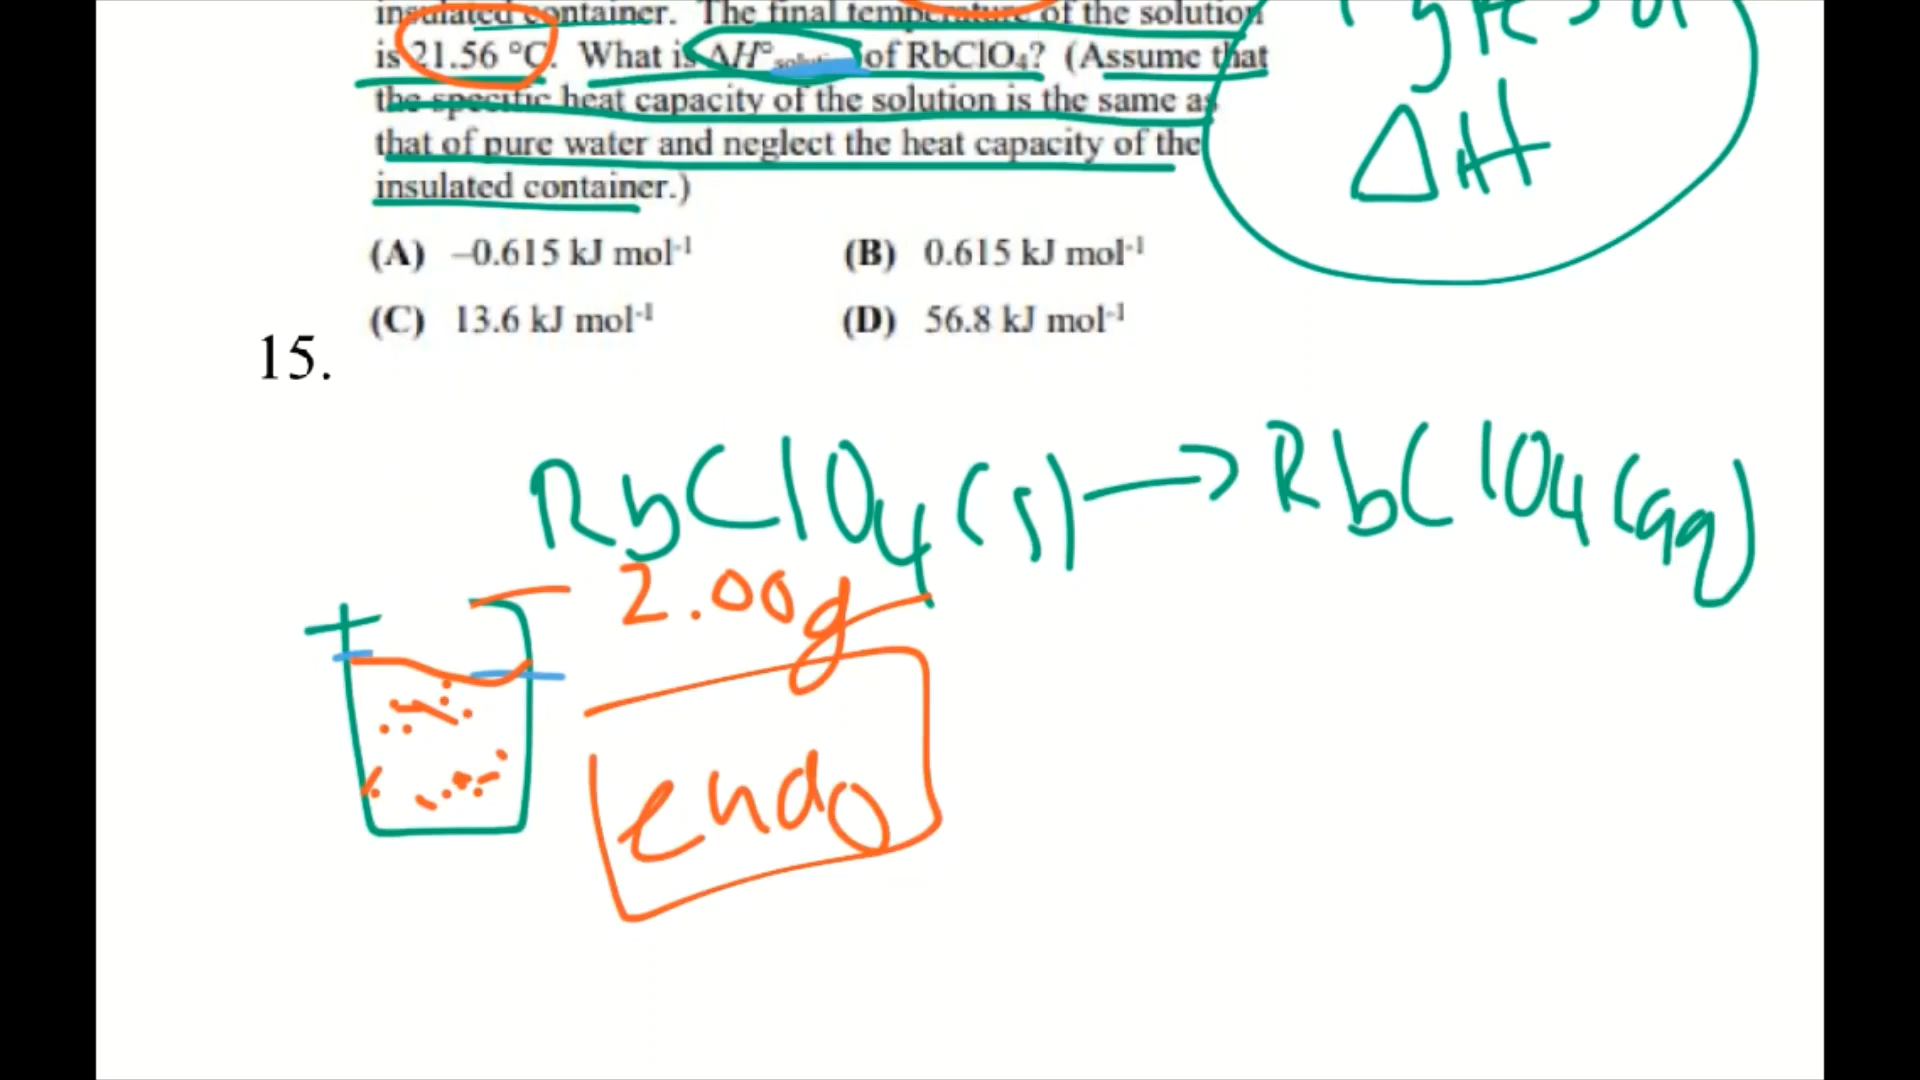 insulated container. The final temperature of the solution
is 21.56 °C. What is ΔH°solution of RbClO₄? (Assume that
the specific heat capacity of the solution is the same as
that of pure water and neglect the heat capacity of the
insulated container.)
(A) –0.615 kJ mol⁻¹ (B) 0.615 kJ mol⁻¹
(C) 13.6 kJ mol⁻¹ (D) 56.8 kJ mol⁻¹
15.
ΔH
RbClO₄(s) → RbClO₄(aq)
2.00g
endo